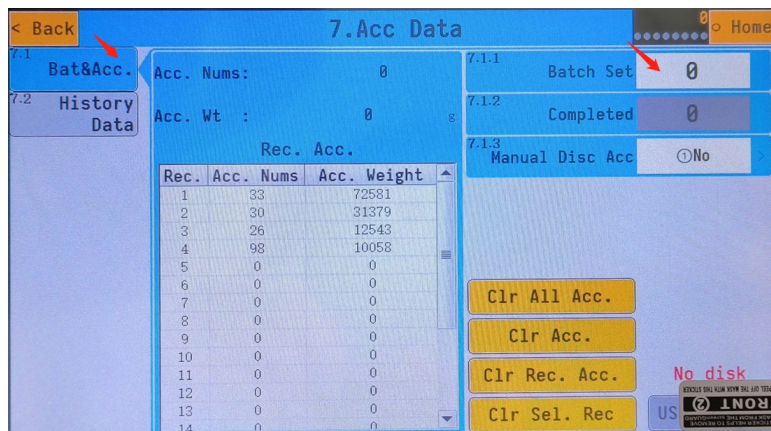 < Back
7.Acc Data
0
Home
7.1
Bat&Acc.
7.2
History
Data
Acc. Nums:
0
Acc. Wt :
0
g
Rec. Acc.
Rec. Acc. Nums Acc. Weight
1 33 72581
2 30 31379
3 26 12543
4 98 10058
5 0 0
6 0 0
7 0 0
8 0 0
9 0 0
10 0 0
11 0 0
12 0 0
13 0 0
14 0 0
7.1.1
Batch Set
0
7.1.2
Completed
0
7.1.3
Manual Disc Acc
①No
>
Clr All Acc.
Clr Acc.
Clr Rec. Acc.
Clr Sel. Rec
No disk
US
②